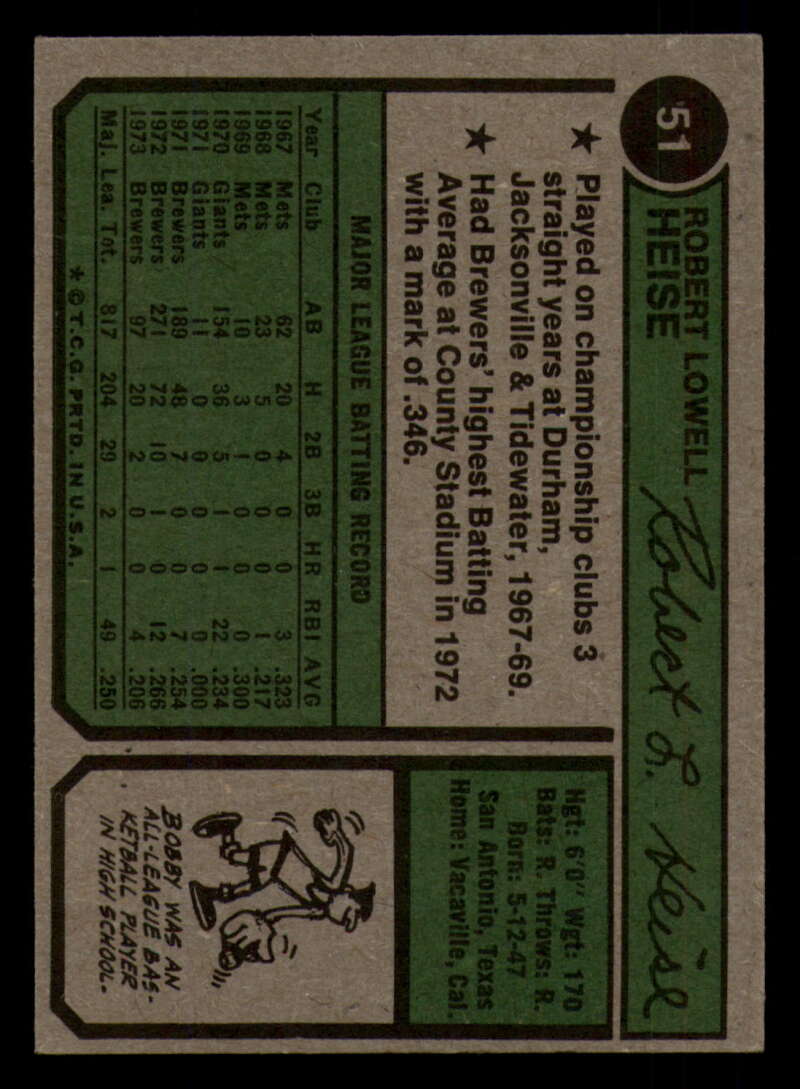 51
ROBERT LOWELL
HEISE
Robert L. Heise
★ Played on championship clubs 3
straight years at Durham,
Jacksonville & Tidewater, 1967-69.
★ Had Brewers' highest Batting
Average at County Stadium in 1972
with a mark of .346.
MAJOR LEAGUE BATTING RECORD
Year Club AB H 2B 3B HR RBI AVG
1967 Mets 62 20 4 0 0 3 .323
1968 Mets 23 5 0 0 0 1 .217
1969 Mets 10 3 1 0 0 0 .300
1970 Giants 154 36 5 1 1 22 .234
1971 Giants 11 0 0 0 0 0 .000
1971 Brewers 189 48 7 0 0 7 .254
1972 Brewers 271 72 10 1 0 12 .266
1973 Brewers 97 20 2 0 0 4 .206
Maj. Lea. Tot. 817 204 29 2 1 49 .250
* © T.C.G. PRTD. IN U.S.A.
Hgt: 6'0" Wgt: 170
Bats: R. Throws: R.
Born: 5-12-47
San Antonio, Texas
Home: Vacaville, Cal.
BOBBY WAS AN
ALL-LEAGUE BAS-
KETBALL PLAYER
IN HIGH SCHOOL.